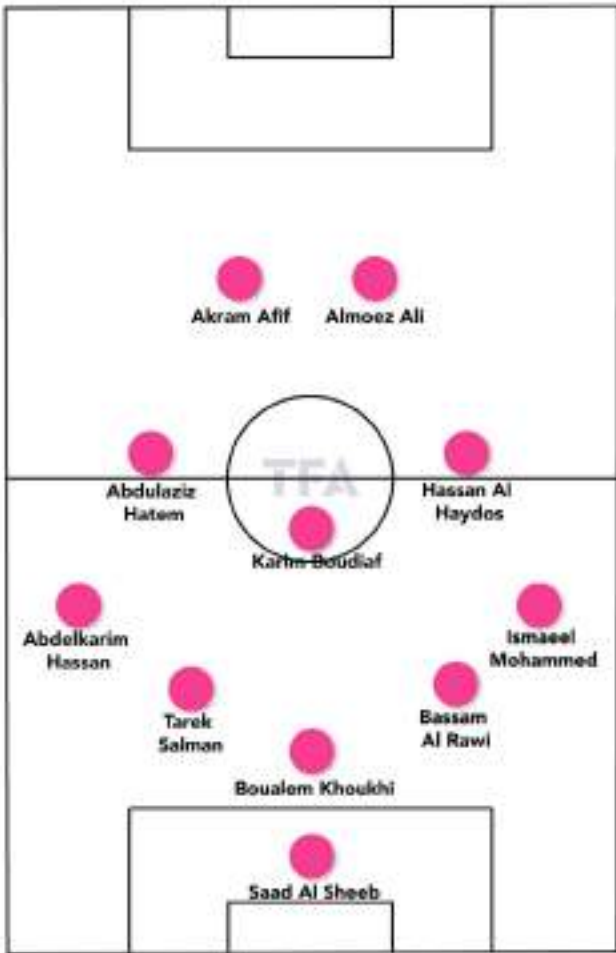 Akram Afif
Almoez Ali
TFA
Abdulaziz
Hatem
Hassan Al
Haydos
Karim Boudiaf
Abdelkarim
Hassan
Ismaeel
Mohammed
Tarek
Salman
Bassam
Al Rawi
Boualem Khoukhi
Saad Al Sheeb